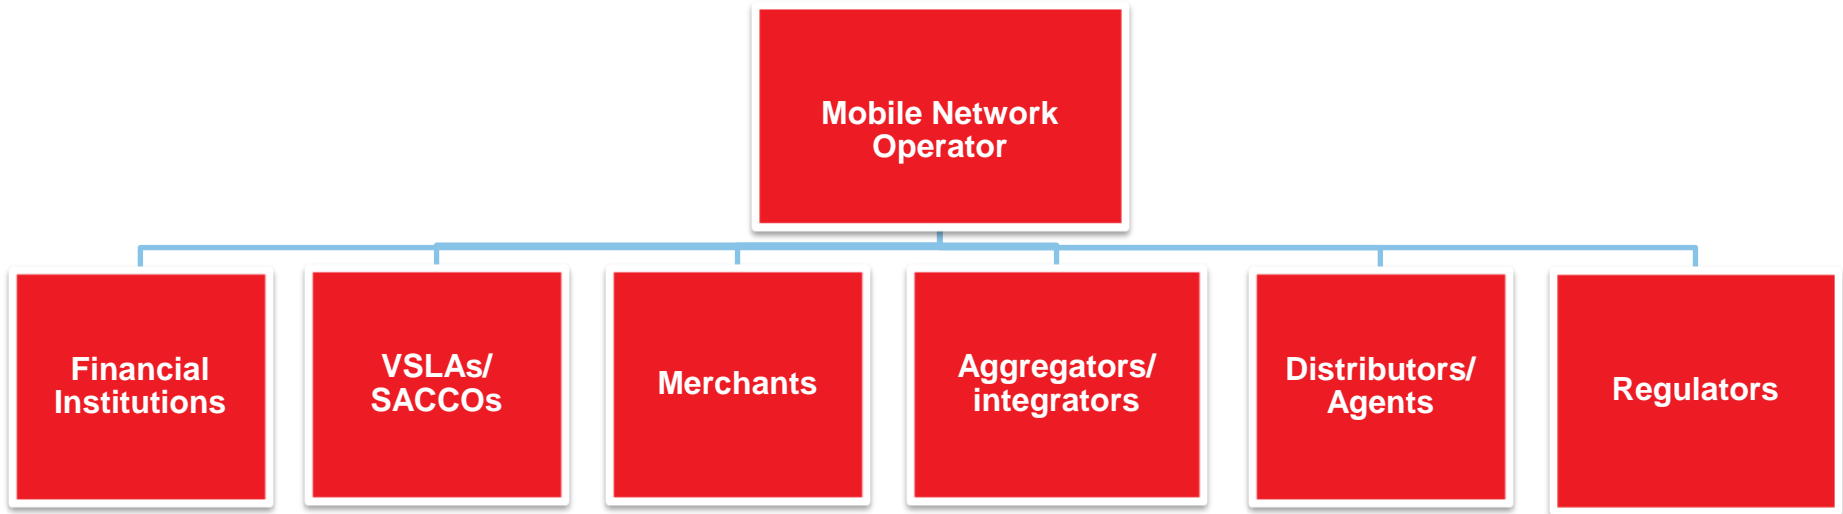 Mobile Network
Operator
Financial
Institutions
VSLAs/
SACCOs
Merchants
Aggregators/
integrators
Distributors/
Agents
Regulators